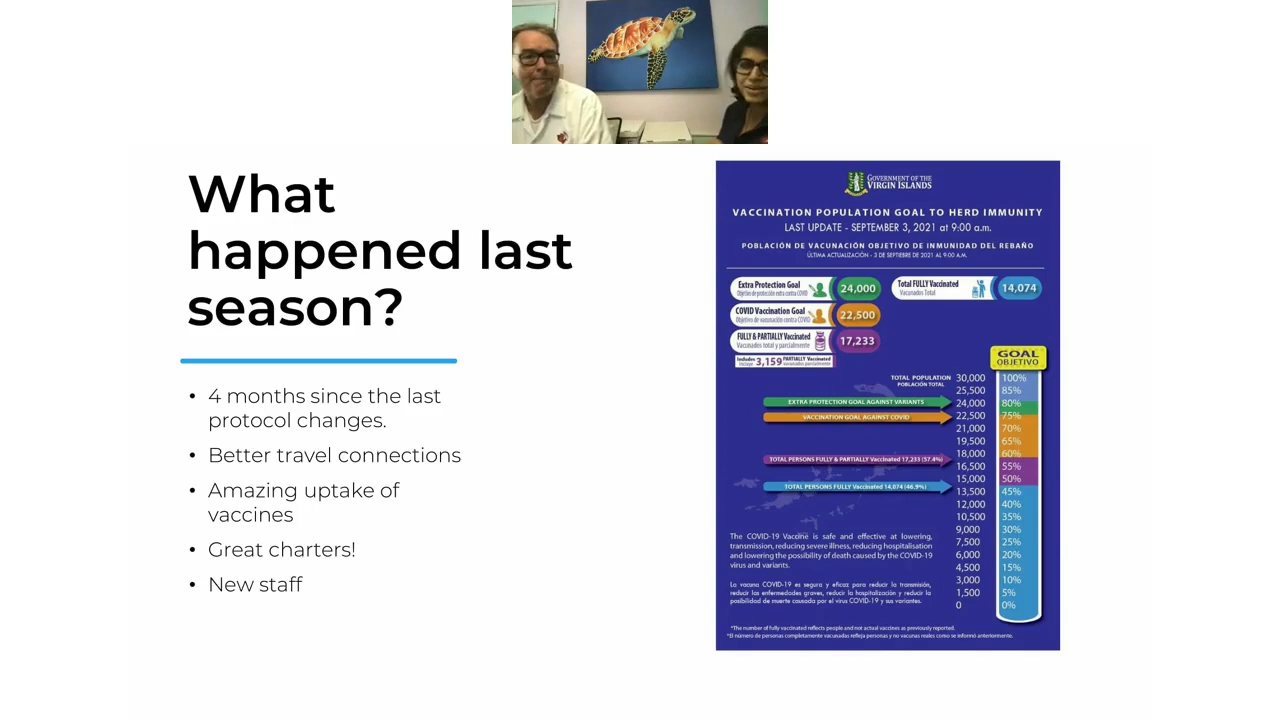 What
happened last
season?
• 4 months since the last
protocol changes.
• Better travel connections
• Amazing uptake of
vaccines
• Great charters!
• New staff
GOVERNMENT OF THE
VIRGIN ISLANDS
VACCINATION POPULATION GOAL TO HERD IMMUNITY
LAST UPDATE - SEPTEMBER 3, 2021 at 9:00 a.m.
POBLACIÓN DE VACUNACIÓN OBJETIVO DE INMUNIDAD DEL REBAÑO
ÚLTIMA ACTUALIZACIÓN - 3 DE SEPTIEBRE DE 2021 AL 9:00 A.M.
Extra Protection Goal
Objetivo de protección extra contra COVID
24,000
Total FULLY Vaccinated
Vacunados Total
14,074
COVID Vaccination Goal
Objetivo de vacunación contra COVID
22,500
FULLY & PARTIALLY Vaccinated
Vacunados total y parcialmente
17,233
Includes
Incluye
3,159 PARTIALLY Vaccinated
vacunados parcialmente
GOAL
OBJETIVO
TOTAL POPULATION
POBLACIÓN TOTAL
30,000 100%
25,500 85%
EXTRA PROTECTION GOAL AGAINST VARIANTS 24,000 80%
VACCINATION GOAL AGAINST COVID 22,500 75%
21,000 70%
19,500 65%
18,000 60%
TOTAL PERSONS FULLY & PARTIALLY Vaccinated 17,233 (57.4%)
16,500 55%
15,000 50%
TOTAL PERSONS FULLY Vaccinated 14,074 (46.9%)
13,500 45%
12,000 40%
10,500 35%
9,000 30%
7,500 25%
6,000 20%
4,500 15%
3,000 10%
1,500 5%
0 0%
The COVID-19 Vaccine is safe and effective at lowering,
transmission, reducing severe illness, reducing hospitalisation
and lowering the possibility of death caused by the COVID-19
virus and variants.
La vacuna COVID-19 es segura y eficaz para reducir la transmisión,
reducir las enfermedades graves, reducir la hospitalización y reducir la
posibilidad de muerte causada por el virus COVID-19 y sus variantes.
*The number of fully vaccinated reflects people and not actual vaccines as previously reported.
*El número de personas completamente vacunadas refleja personas y no vacunas reales como se informó anteriormente.